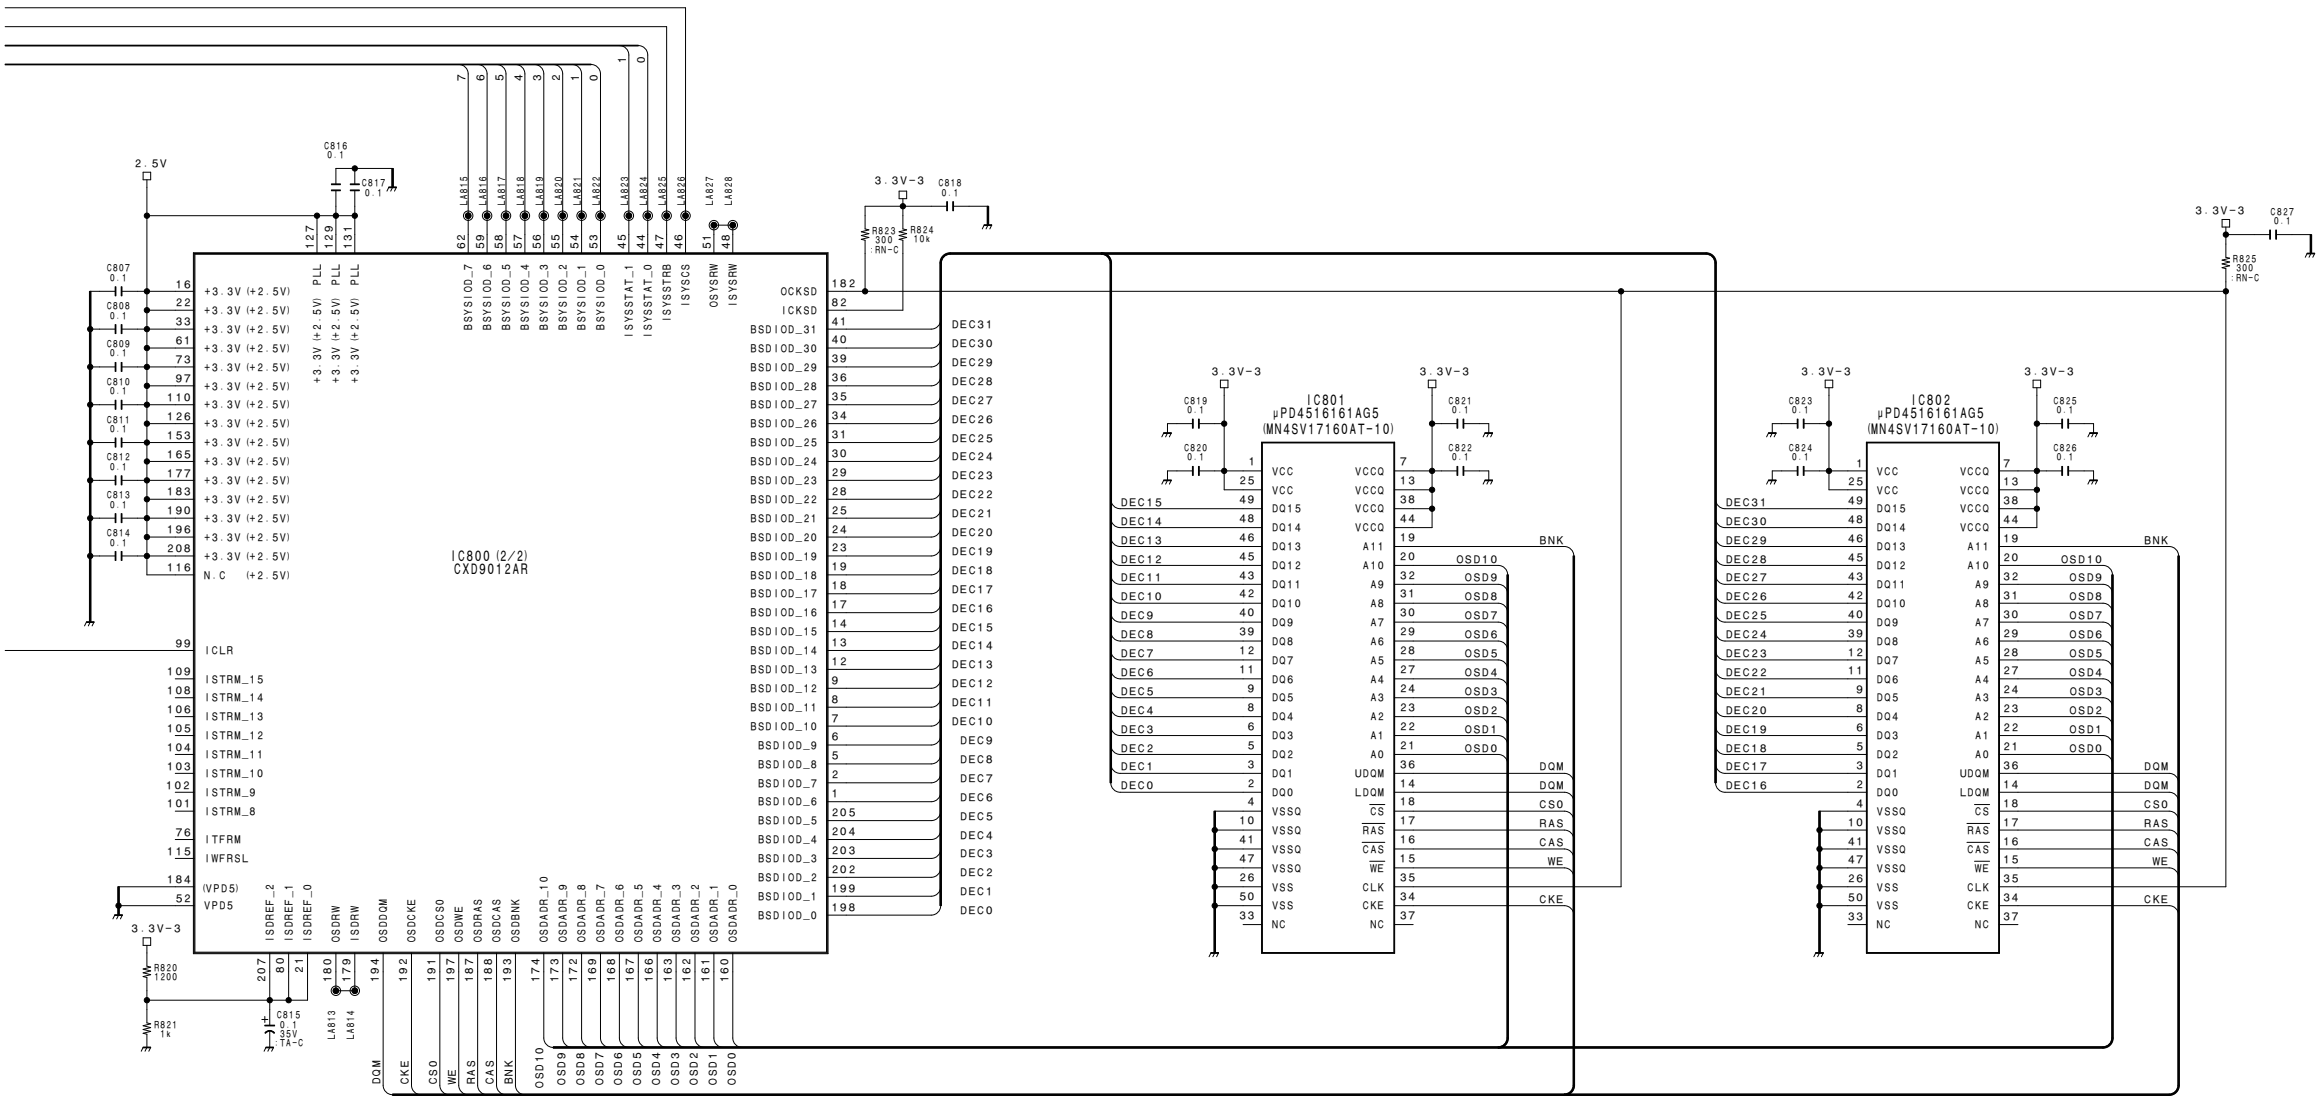 7 6 5 4 3 2 1 0 1 0
2.5V
C816
0.1
C817
0.1
LA815 LA816 LA817 LA818 LA819 LA820 LA821 LA822 LA823 LA824 LA825 LA826 LA827 LA828
127 129 131
62 59 58 57 56 55 54 53 45 44 47 46 51 48
+3.3V (+2.5V) PLL
+3.3V (+2.5V) PLL
+3.3V (+2.5V) PLL
BSYSIOD_7
BSYSIOD_6
BSYSIOD_5
BSYSIOD_4
BSYSIOD_3
BSYSIOD_2
BSYSIOD_1
BSYSIOD_0
ISYSSTAT_1
ISYSSTAT_0
ISYSSTRB
ISYSCS
OSYSRW
ISYSRW
3.3V-3
C818
0.1
R823
300
:RN-C
R824
10k
3.3V-3
C827
0.1
R825
300
:RN-C
C807
0.1
C808
0.1
C809
0.1
C810
0.1
C811
0.1
C812
0.1
C813
0.1
C814
0.1
16 +3.3V (+2.5V)
22 +3.3V (+2.5V)
33 +3.3V (+2.5V)
61 +3.3V (+2.5V)
73 +3.3V (+2.5V)
97 +3.3V (+2.5V)
110 +3.3V (+2.5V)
126 +3.3V (+2.5V)
153 +3.3V (+2.5V)
165 +3.3V (+2.5V)
177 +3.3V (+2.5V)
183 +3.3V (+2.5V)
190 +3.3V (+2.5V)
196 +3.3V (+2.5V)
208 +3.3V (+2.5V)
116 N.C (+2.5V)
IC800 (2/2)
CXD9012AR
99 ICLR
109 ISTRM_15
108 ISTRM_14
106 ISTRM_13
105 ISTRM_12
104 ISTRM_11
103 ISTRM_10
102 ISTRM_9
101 ISTRM_8
76 ITFRM
115 IWFRSL
184 (VPD5)
52 VPD5
OCKSD 182
ICKSD 82
BSDIOD_31 41 DEC31
BSDIOD_30 40 DEC30
BSDIOD_29 39 DEC29
BSDIOD_28 36 DEC28
BSDIOD_27 35 DEC27
BSDIOD_26 34 DEC26
BSDIOD_25 31 DEC25
BSDIOD_24 30 DEC24
BSDIOD_23 29 DEC23
BSDIOD_22 28 DEC22
BSDIOD_21 25 DEC21
BSDIOD_20 24 DEC20
BSDIOD_19 23 DEC19
BSDIOD_18 19 DEC18
BSDIOD_17 18 DEC17
BSDIOD_16 17 DEC16
BSDIOD_15 14 DEC15
BSDIOD_14 13 DEC14
BSDIOD_13 12 DEC13
BSDIOD_12 9 DEC12
BSDIOD_11 8 DEC11
BSDIOD_10 7 DEC10
BSDIOD_9 6 DEC9
BSDIOD_8 5 DEC8
BSDIOD_7 2 DEC7
BSDIOD_6 1 DEC6
BSDIOD_5 205 DEC5
BSDIOD_4 204 DEC4
BSDIOD_3 203 DEC3
BSDIOD_2 202 DEC2
BSDIOD_1 199 DEC1
BSDIOD_0 198 DEC0
ISDREF_2 207
ISDREF_1 80
ISDREF_0 21
OSDRW 180
ISDRW 179
OSDDQM 194 DQM
OSDCKE 192 CKE
OSDCS0 191 CS0
OSDWE 197 WE
OSDRAS 187 RAS
OSDCAS 188 CAS
OSDBNK 193 BNK
OSDADR_10 174 OSD10
OSDADR_9 173 OSD9
OSDADR_8 172 OSD8
OSDADR_7 169 OSD7
OSDADR_6 168 OSD6
OSDADR_5 167 OSD5
OSDADR_4 166 OSD4
OSDADR_3 163 OSD3
OSDADR_2 162 OSD2
OSDADR_1 161 OSD1
OSDADR_0 160 OSD0
3.3V-3
R820
1200
R821
1k
+
C815
0.1
35V
:TA-C
LA813
LA814
3.3V-3
C819
0.1
C820
0.1
IC801
µPD4516161AG5
(MN4SV17160AT-10)
3.3V-3
C821
0.1
C822
0.1
1 VCC VCCQ 7
25 VCC VCCQ 13
DEC15 49 DQ15 VCCQ 38
DEC14 48 DQ14 VCCQ 44
DEC13 46 DQ13 A11 19 BNK
DEC12 45 DQ12 A10 20 OSD10
DEC11 43 DQ11 A9 32 OSD9
DEC10 42 DQ10 A8 31 OSD8
DEC9 40 DQ9 A7 30 OSD7
DEC8 39 DQ8 A6 29 OSD6
DEC7 12 DQ7 A5 28 OSD5
DEC6 11 DQ6 A4 27 OSD4
DEC5 9 DQ5 A3 24 OSD3
DEC4 8 DQ4 A2 23 OSD2
DEC3 6 DQ3 A1 22 OSD1
DEC2 5 DQ2 A0 21 OSD0
DEC1 3 DQ1 UDQM 36 DQM
DEC0 2 DQ0 LDQM 14 DQM
4 VSSQ CS 18 CS0
10 VSSQ RAS 17 RAS
41 VSSQ CAS 16 CAS
47 VSSQ WE 15 WE
26 VSS CLK 35
50 VSS CKE 34 CKE
33 NC NC 37
3.3V-3
C823
0.1
C824
0.1
IC802
µPD4516161AG5
(MN4SV17160AT-10)
3.3V-3
C825
0.1
C826
0.1
1 VCC VCCQ 7
25 VCC VCCQ 13
DEC31 49 DQ15 VCCQ 38
DEC30 48 DQ14 VCCQ 44
DEC29 46 DQ13 A11 19 BNK
DEC28 45 DQ12 A10 20 OSD10
DEC27 43 DQ11 A9 32 OSD9
DEC26 42 DQ10 A8 31 OSD8
DEC25 40 DQ9 A7 30 OSD7
DEC24 39 DQ8 A6 29 OSD6
DEC23 12 DQ7 A5 28 OSD5
DEC22 11 DQ6 A4 27 OSD4
DEC21 9 DQ5 A3 24 OSD3
DEC20 8 DQ4 A2 23 OSD2
DEC19 6 DQ3 A1 22 OSD1
DEC18 5 DQ2 A0 21 OSD0
DEC17 3 DQ1 UDQM 36 DQM
DEC16 2 DQ0 LDQM 14 DQM
4 VSSQ CS 18 CS0
10 VSSQ RAS 17 RAS
41 VSSQ CAS 16 CAS
47 VSSQ WE 15 WE
26 VSS CLK 35
50 VSS CKE 34 CKE
33 NC NC 37